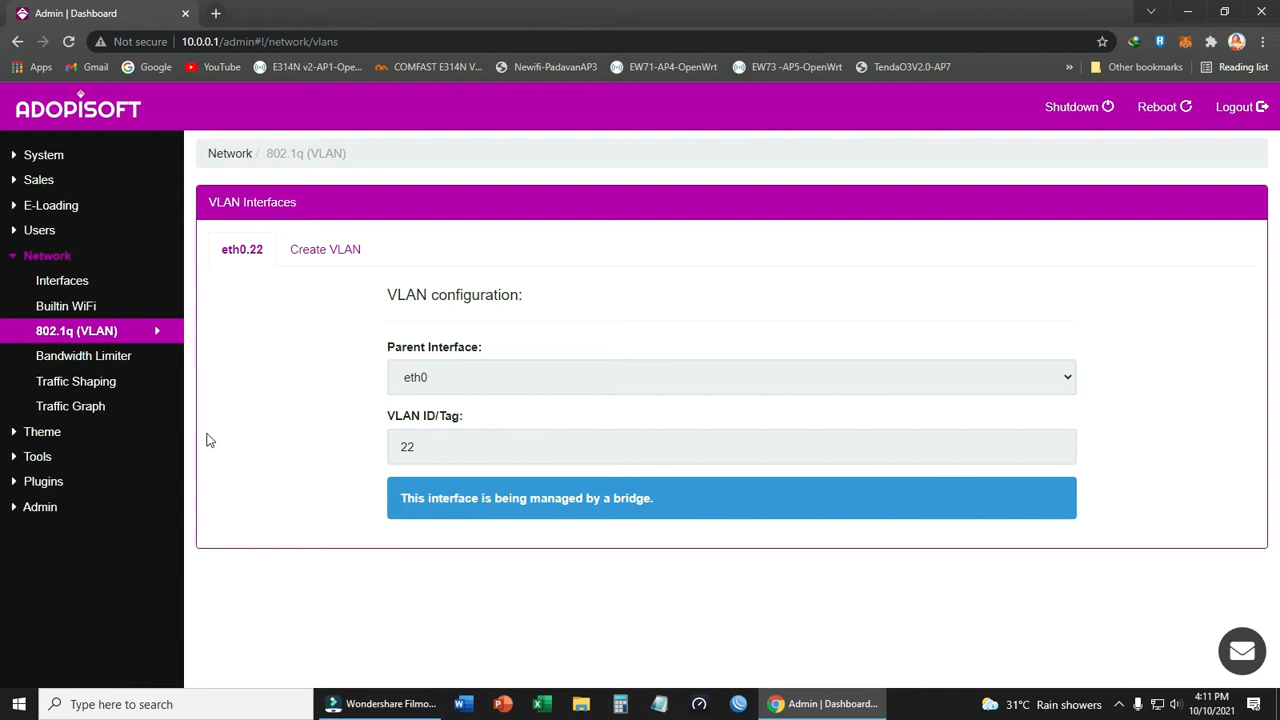 Admin | Dashboard
Not secure 10.0.0.1/admin#!/network/vlans
Apps Gmail Google YouTube E314N v2-AP1-Ope... COMFAST E314N V... Newifi-PadavanAP3 EW71-AP4-OpenWrt EW73 -AP5-OpenWrt TendaO3V2.0-AP7 » Other bookmarks Reading list
ADOPISOFT
Shutdown Reboot Logout
System
Sales
E-Loading
Users
Network
Interfaces
Builtin WiFi
802.1q (VLAN)
Bandwidth Limiter
Traffic Shaping
Traffic Graph
Theme
Tools
Plugins
Admin
Network / 802.1q (VLAN)
VLAN Interfaces
eth0.22 Create VLAN
VLAN configuration:
Parent Interface:
eth0
VLAN ID/Tag:
22
This interface is being managed by a bridge.
Type here to search
Wondershare Filmo...
Admin | Dashboard...
31°C Rain showers
4:11 PM
10/10/2021